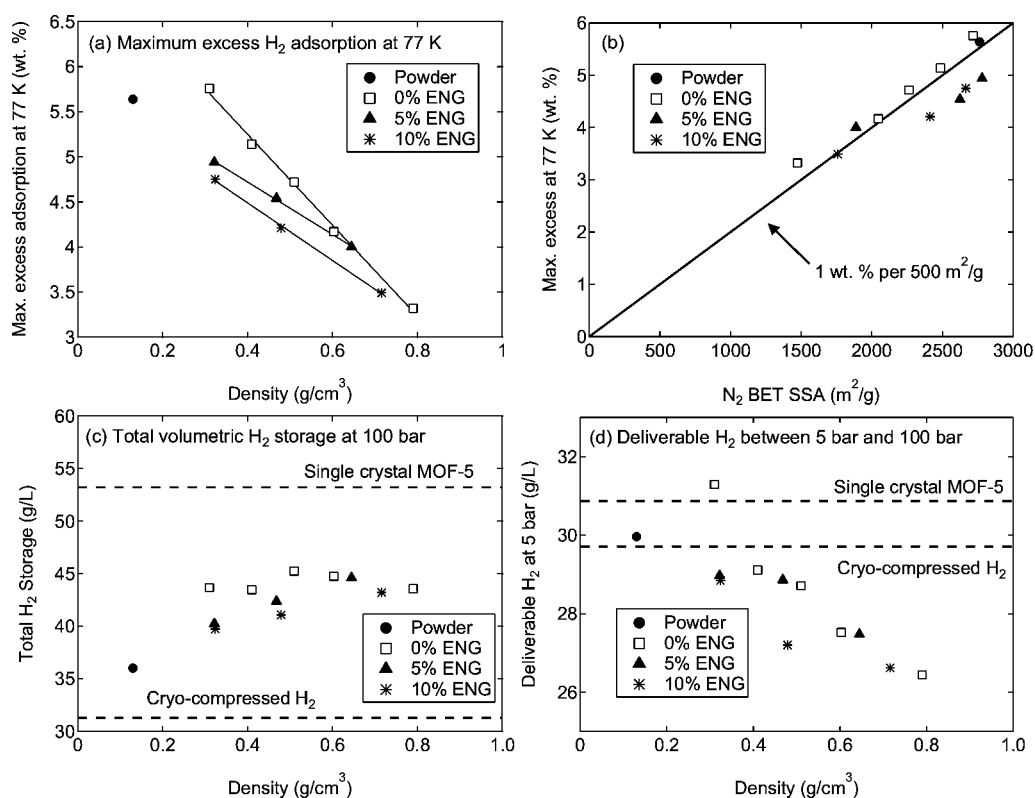 (a) Maximum excess H2 adsorption at 77 K
Max. excess adsorption at 77 K (wt. %)
6.5
6
5.5
5
4.5
4
3.5
3
Powder
0% ENG
5% ENG
10% ENG
0
0.2
0.4
0.6
0.8
1
Density (g/cm3)
(b)
Max. excess at 77 K (wt. %)
6
5
4
3
2
1
0
Powder
0% ENG
5% ENG
10% ENG
1 wt. % per 500 m2/g
0
500
1000
1500
2000
2500
3000
N2 BET SSA (m2/g)
(c) Total volumetric H2 storage at 100 bar
Total H2 Storage (g/L)
60
55
50
45
40
35
30
Single crystal MOF-5
Powder
0% ENG
5% ENG
10% ENG
Cryo-compressed H2
0
0.2
0.4
0.6
0.8
1.0
Density (g/cm3)
(d) Deliverable H2 between 5 bar and 100 bar
Deliverable H2 at 5 bar (g/L)
32
30
28
26
Single crystal MOF-5
Cryo-compressed H2
Powder
0% ENG
5% ENG
10% ENG
0
0.2
0.4
0.6
0.8
1.0
Density (g/cm3)